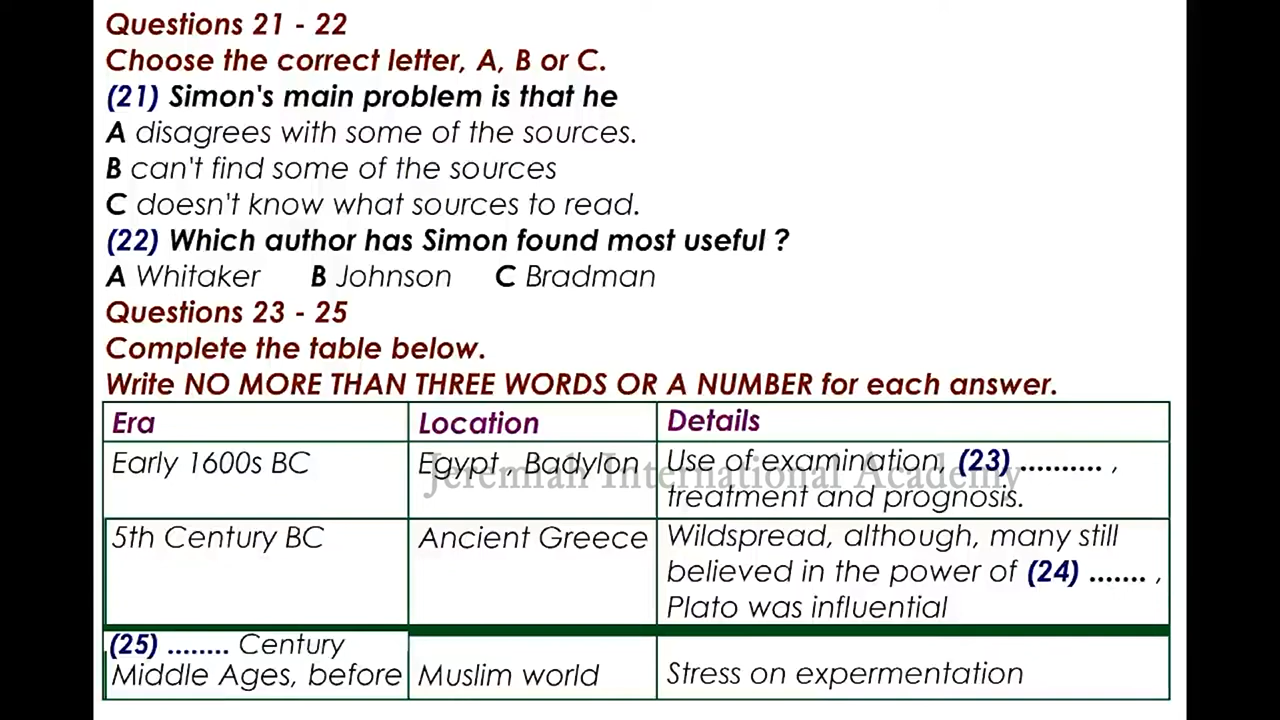 Questions 21 - 22
Choose the correct letter, A, B or C.
(21) Simon's main problem is that he
A disagrees with some of the sources.
B can't find some of the sources
C doesn't know what sources to read.
(22) Which author has Simon found most useful ?
A Whitaker B Johnson C Bradman
Questions 23 - 25
Complete the table below.
Write NO MORE THAN THREE WORDS OR A NUMBER for each answer.
Era Location Details
Early 1600s BC Egypt , Badylon Use of examination, (23) .......... ,
treatment and prognosis.
Jeremiah International Academy
5th Century BC Ancient Greece Wildspread, although, many still
believed in the power of (24) ....... ,
Plato was influential
(25) ........ Century
Middle Ages, before Muslim world Stress on expermentation